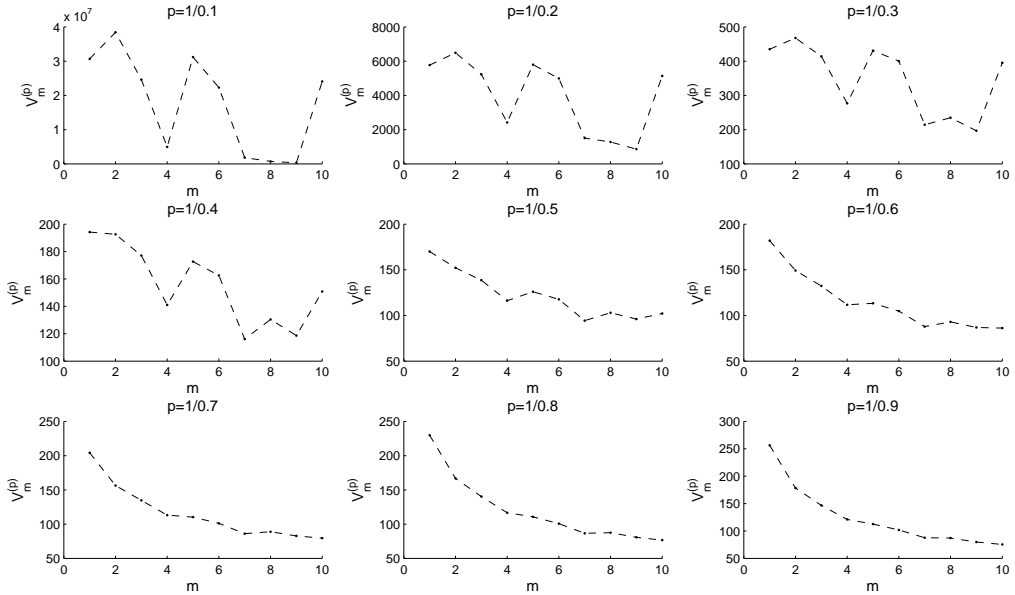 p=1/0.1
x 10^7
4
3
2
1
0
V_m^(p)
0 2 4 6 8 10
m
p=1/0.2
8000
6000
4000
2000
0
V_m^(p)
0 2 4 6 8 10
m
p=1/0.3
500
400
300
200
100
V_m^(p)
0 2 4 6 8 10
m
p=1/0.4
200
180
160
140
120
100
V_m^(p)
0 2 4 6 8 10
m
p=1/0.5
200
150
100
50
V_m^(p)
0 2 4 6 8 10
m
p=1/0.6
200
150
100
50
V_m^(p)
0 2 4 6 8 10
m
p=1/0.7
250
200
150
100
50
V_m^(p)
0 2 4 6 8 10
m
p=1/0.8
250
200
150
100
50
V_m^(p)
0 2 4 6 8 10
m
p=1/0.9
300
250
200
150
100
50
V_m^(p)
0 2 4 6 8 10
m